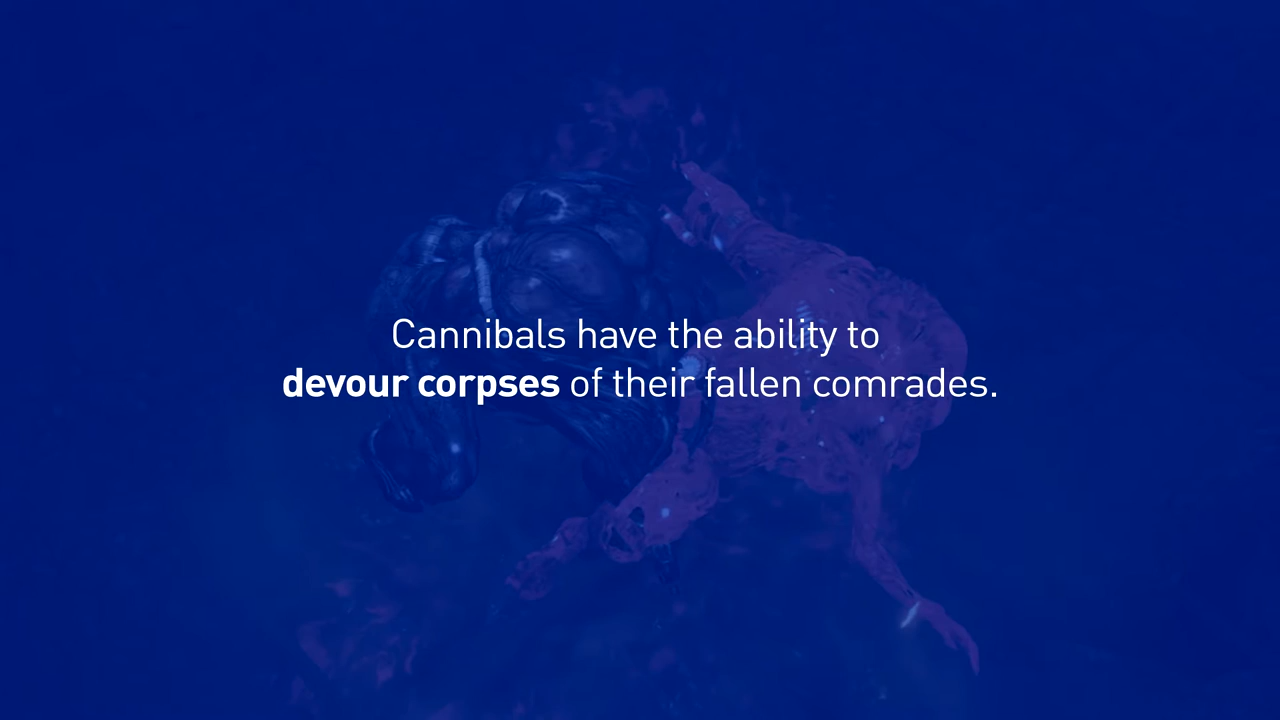 Cannibals have the ability to
devour corpses of their fallen comrades.